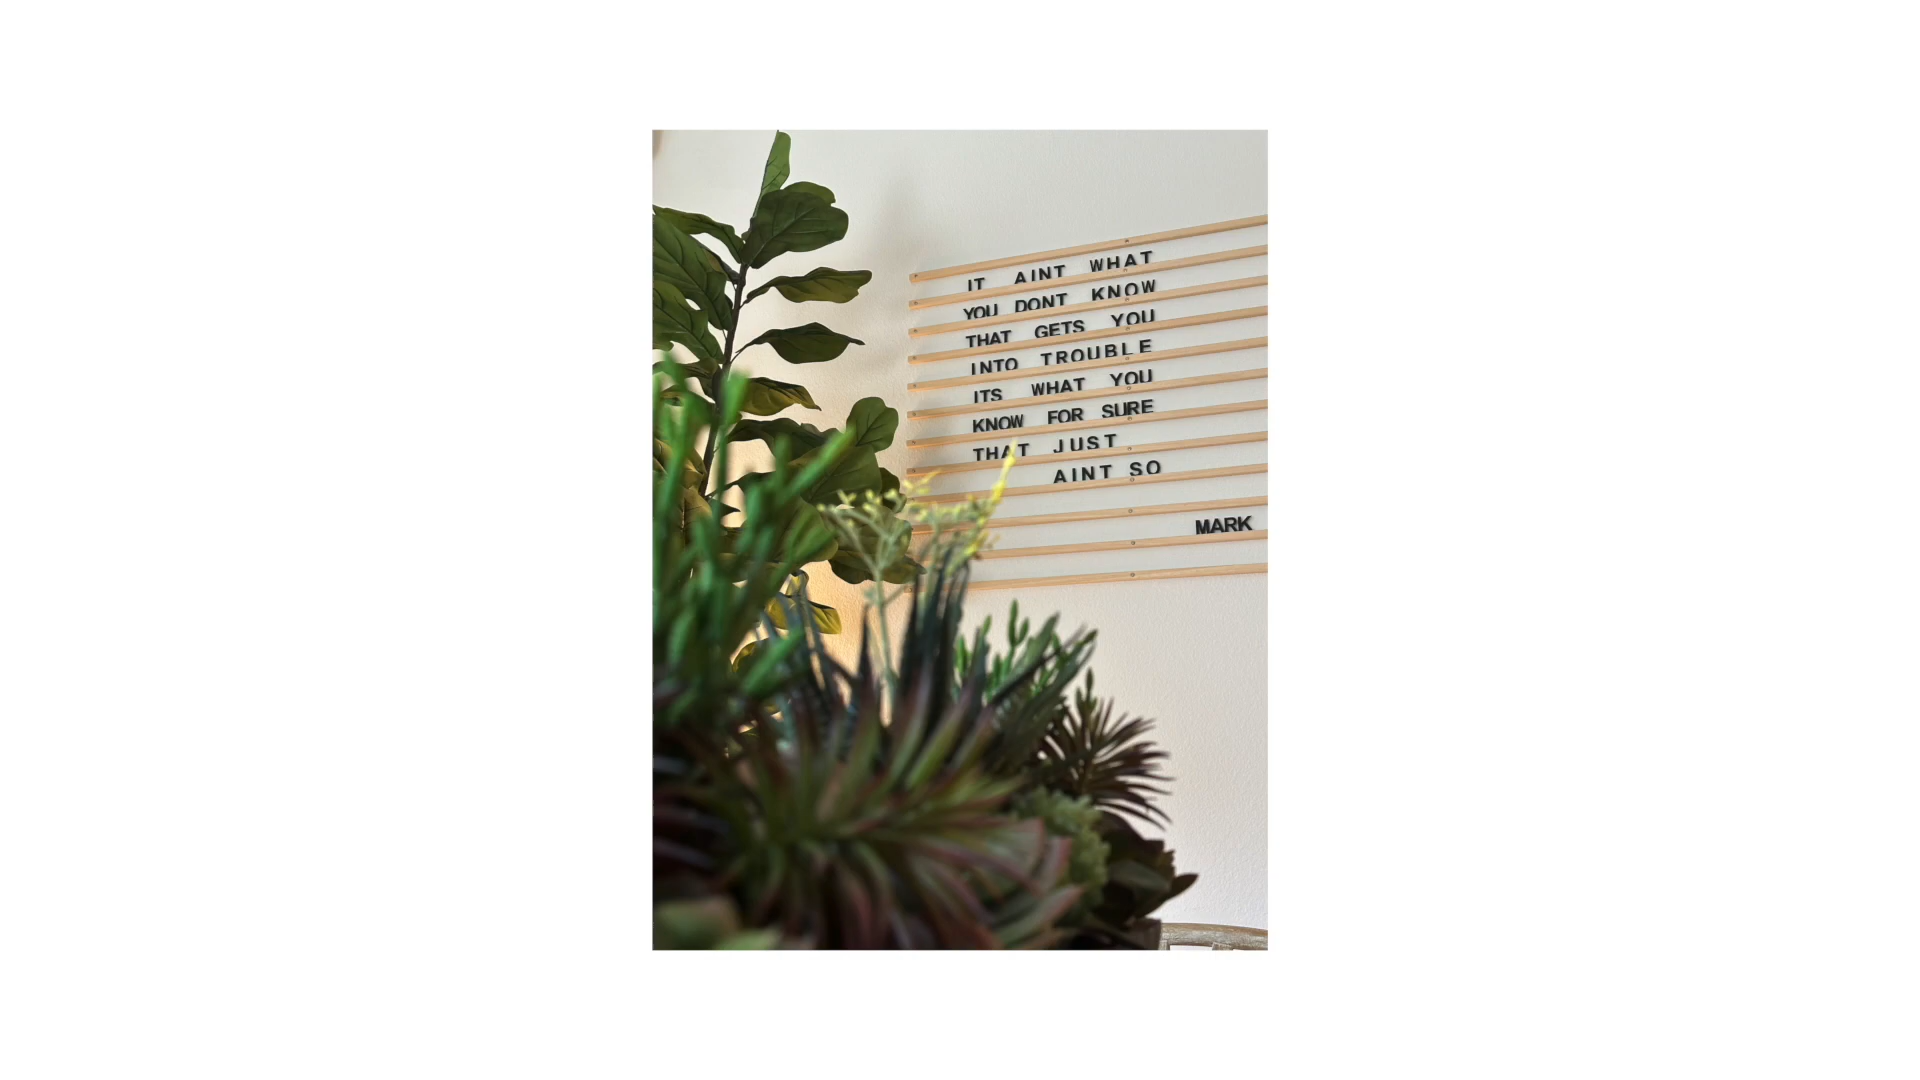 IT AINT WHAT
YOU DONT KNOW
THAT GETS YOU
INTO TROUBLE
ITS WHAT YOU
KNOW FOR SURE
THAT JUST
AINT SO
MARK